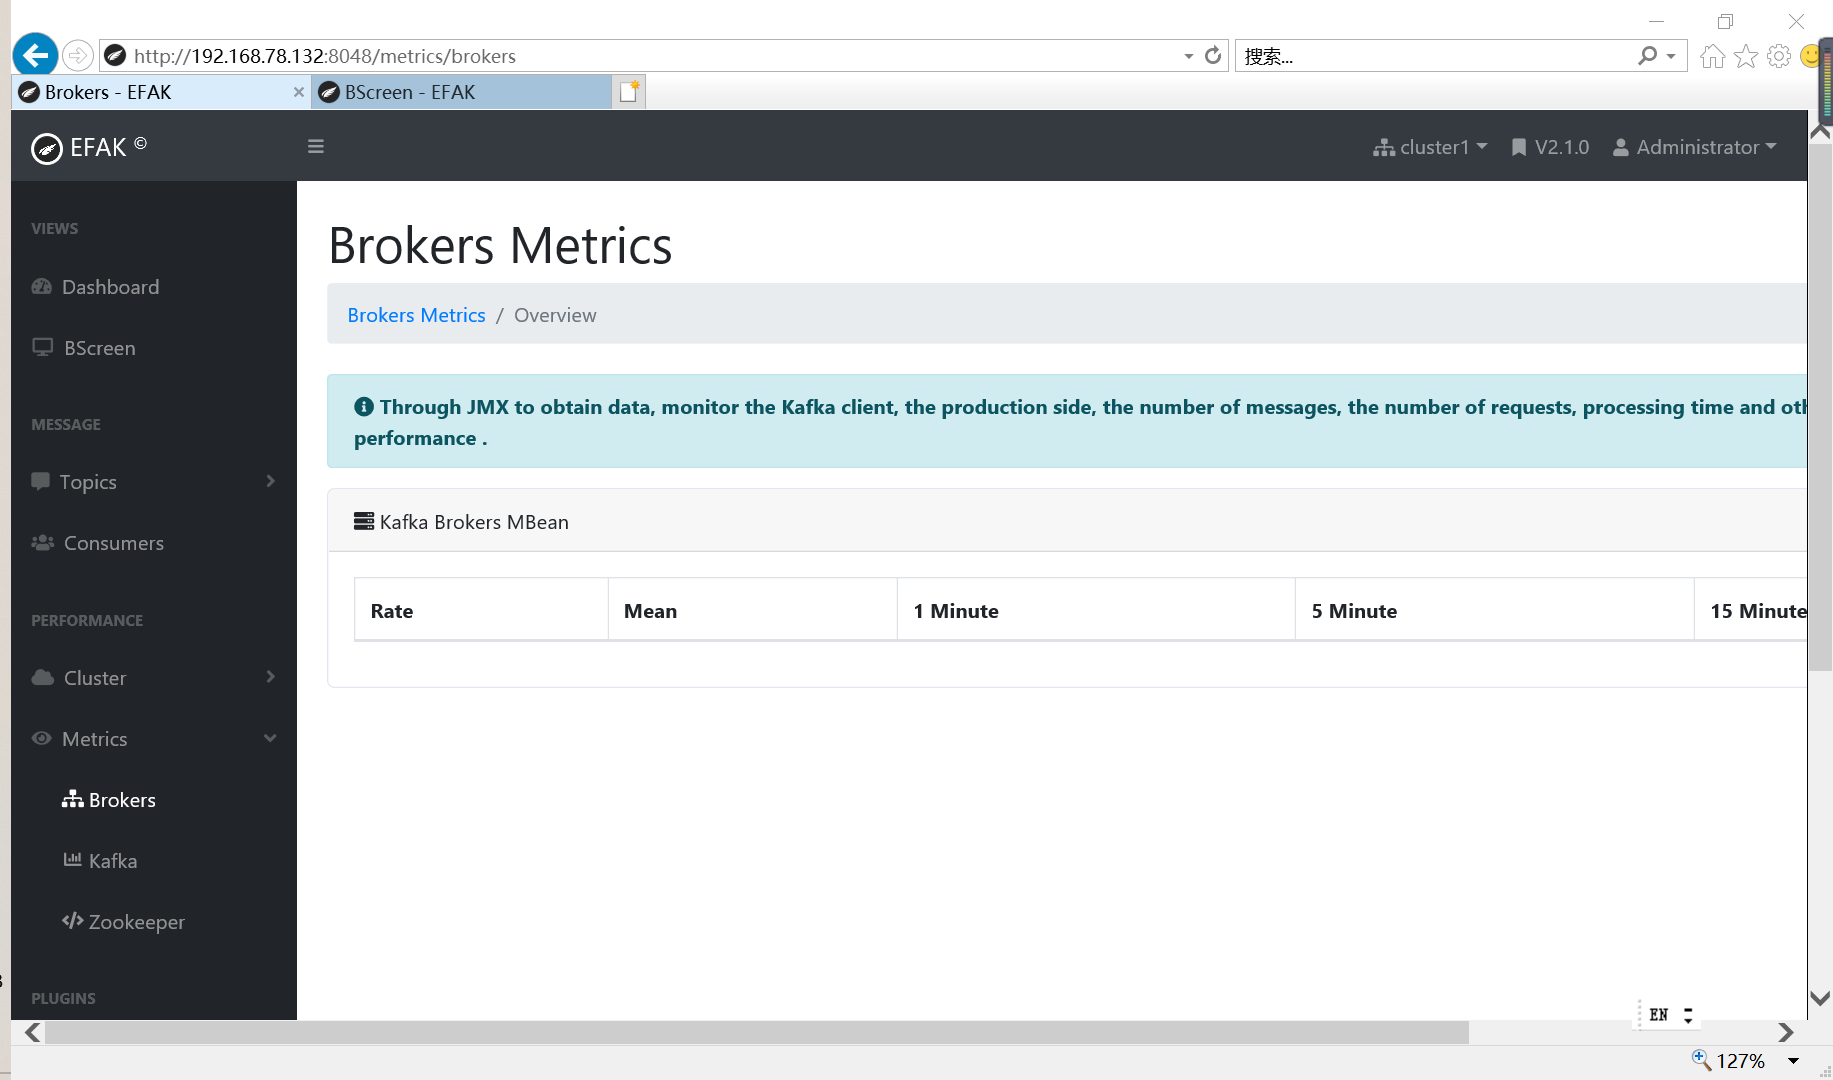 http://192.168.78.132:8048/metrics/brokers
搜索...
Brokers - EFAK
BScreen - EFAK
EFAK ©
cluster1
V2.1.0
Administrator
VIEWS
Dashboard
BScreen
MESSAGE
Topics
Consumers
PERFORMANCE
Cluster
Metrics
Brokers
Kafka
Zookeeper
PLUGINS
Brokers Metrics
Brokers Metrics / Overview
Through JMX to obtain data, monitor the Kafka client, the production side, the number of messages, the number of requests, processing time and
performance .
Kafka Brokers MBean
Rate Mean 1 Minute 5 Minute 15 Minute
EN
127%